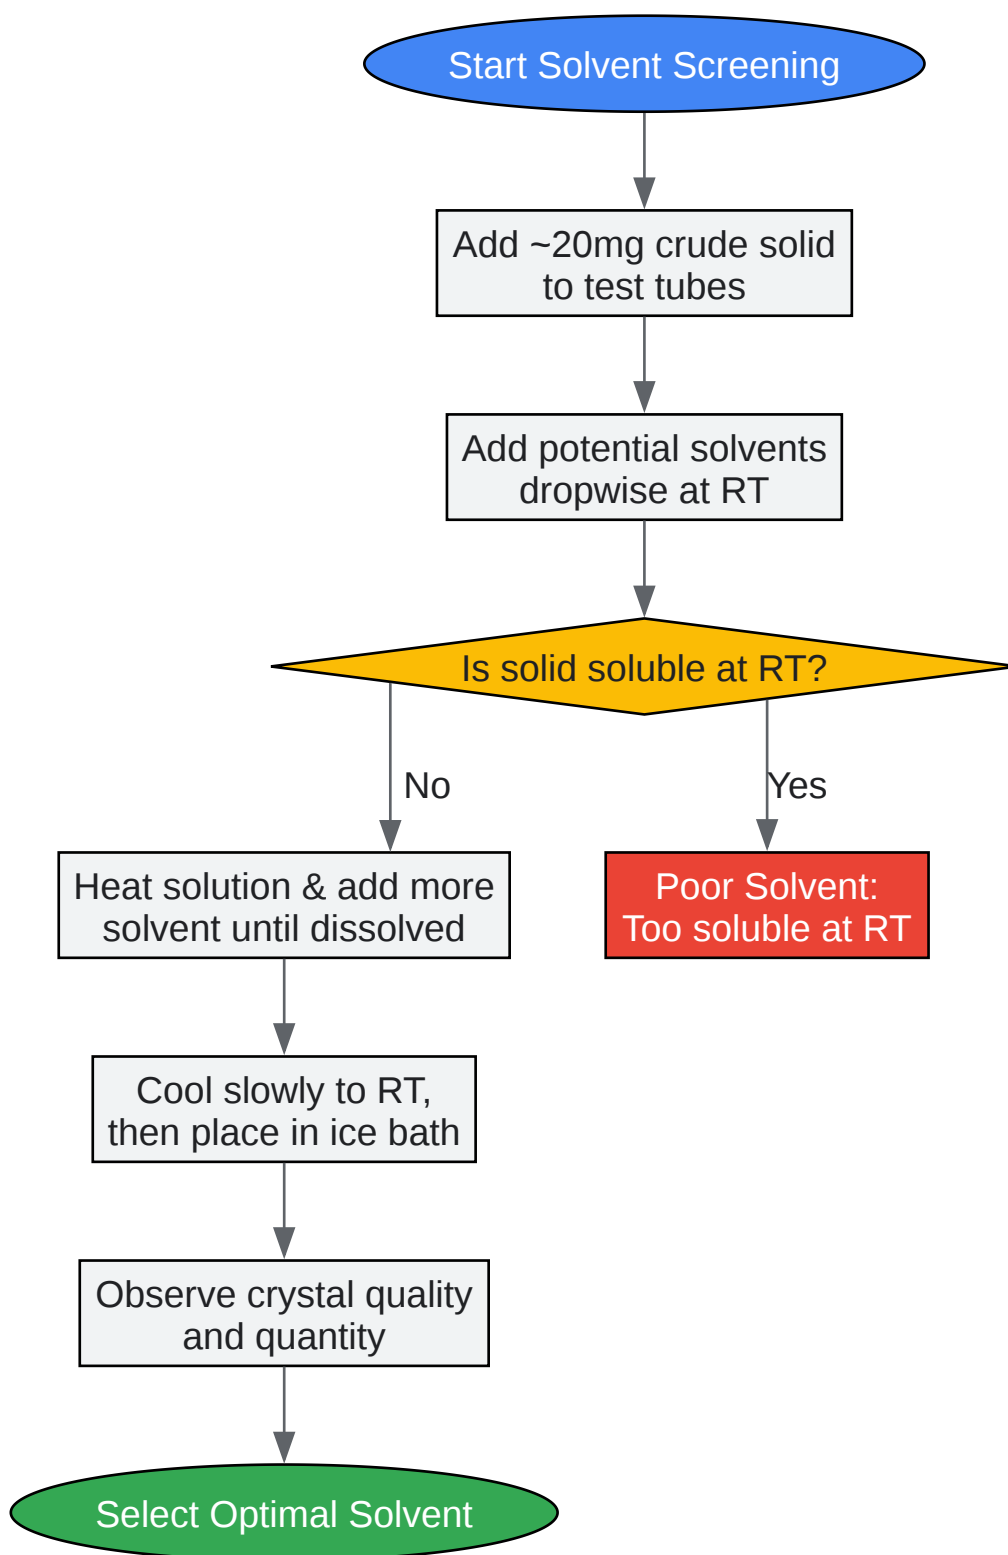 Start Solvent Screening
Add ~20mg crude solid
to test tubes
Add potential solvents
dropwise at RT
Is solid soluble at RT?
No
Yes
Heat solution & add more
solvent until dissolved
Poor Solvent:
Too soluble at RT
Cool slowly to RT,
then place in ice bath
Observe crystal quality
and quantity
Select Optimal Solvent